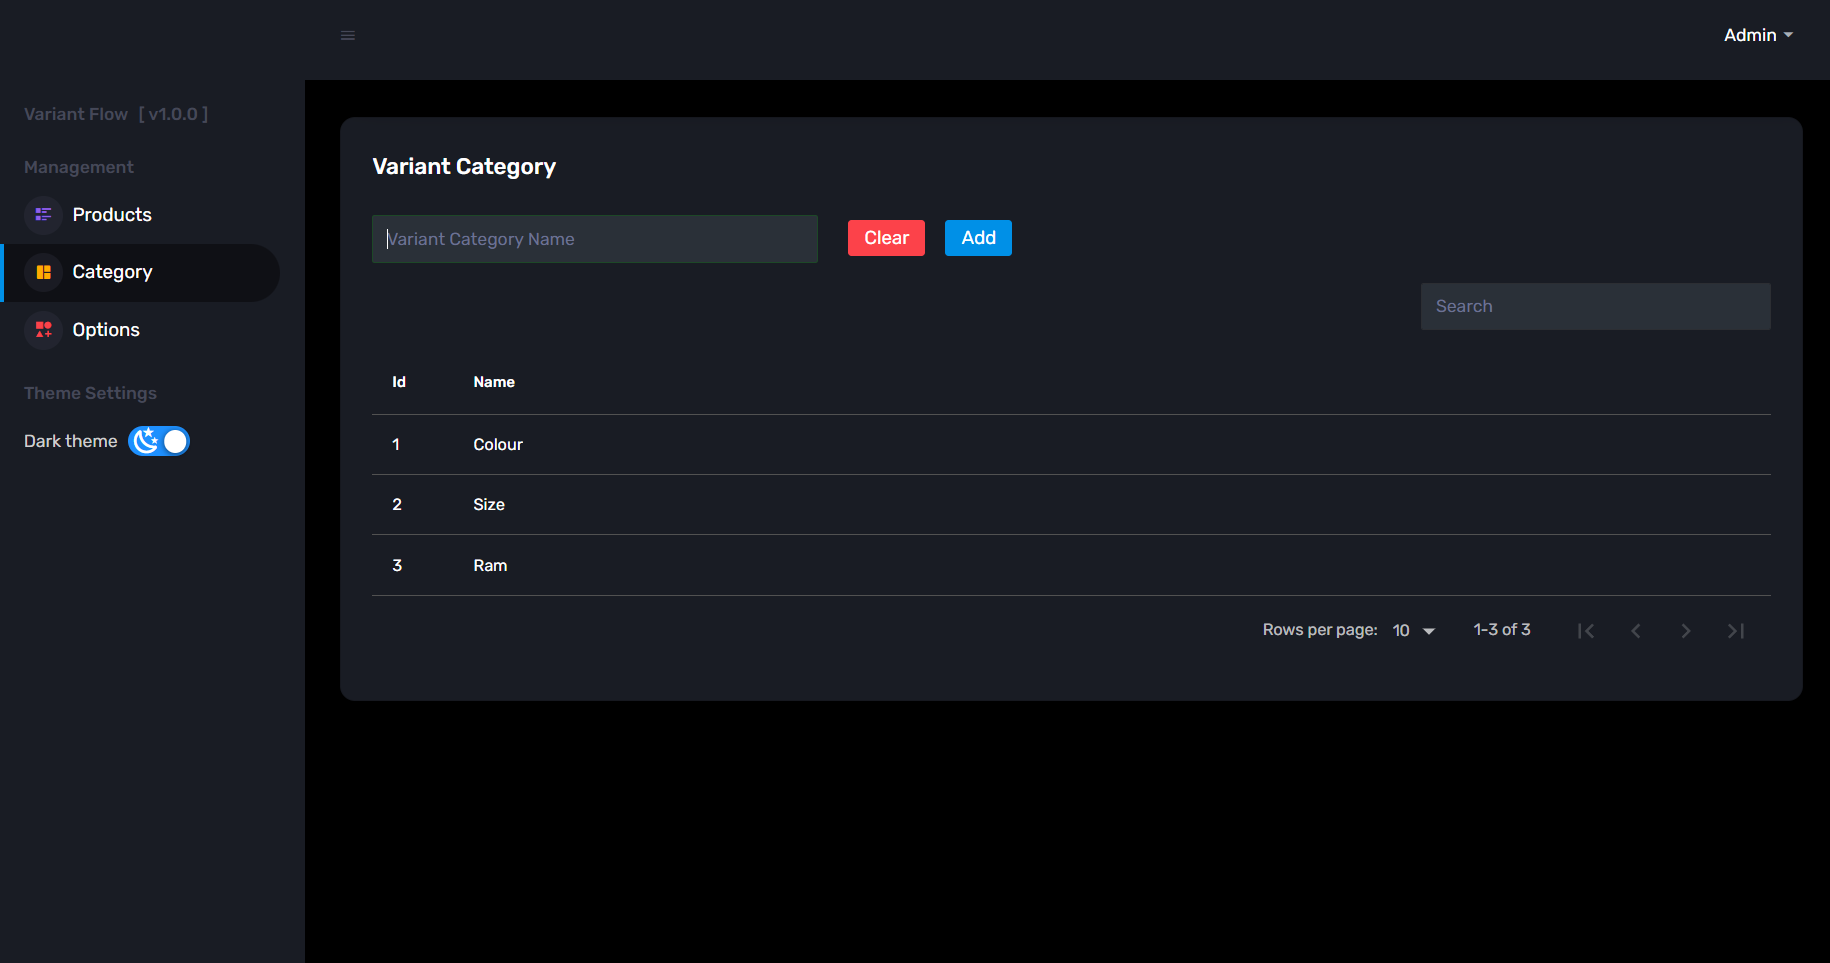 Admin
Variant Flow [ v1.0.0 ]
Management
Products
Category
Options
Theme Settings
Dark theme
Variant Category
Variant Category Name
Clear
Add
Search
Id Name
1 Colour
2 Size
3 Ram
Rows per page: 10 1-3 of 3